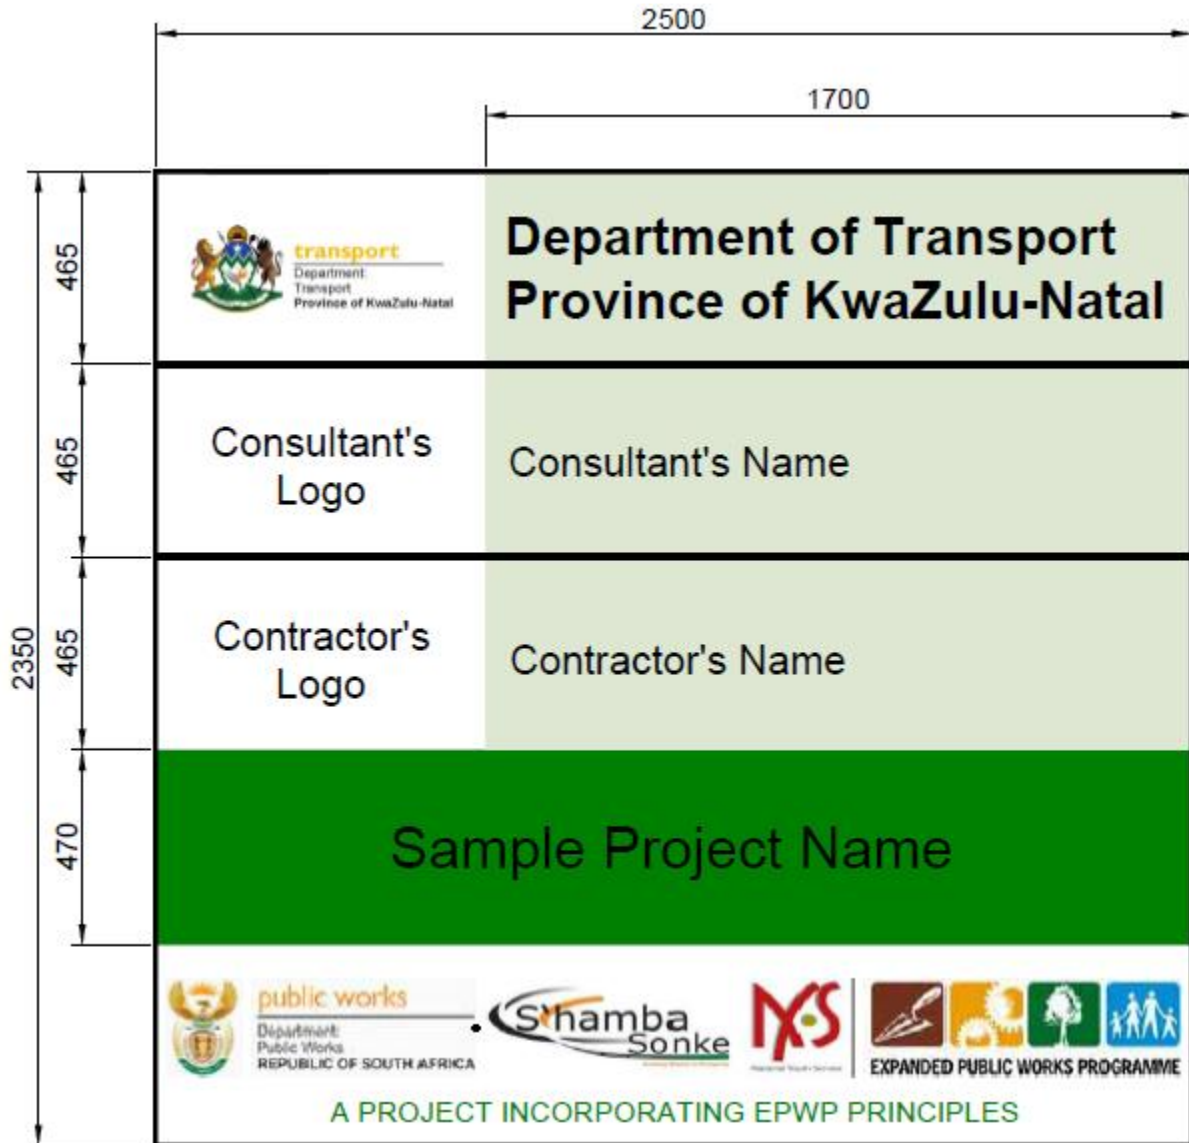 2500
1700
465
transport
Department:
Transport
Province of KwaZulu-Natal
Department of Transport
Province of KwaZulu-Natal
465
Consultant's
Logo
Consultant's Name
2350
465
Contractor's
Logo
Contractor's Name
470
Sample Project Name
public works
Department:
Public Works
REPUBLIC OF SOUTH AFRICA
S'hamba
Sonke
NYS
EXPANDED PUBLIC WORKS PROGRAMME
A PROJECT INCORPORATING EPWP PRINCIPLES